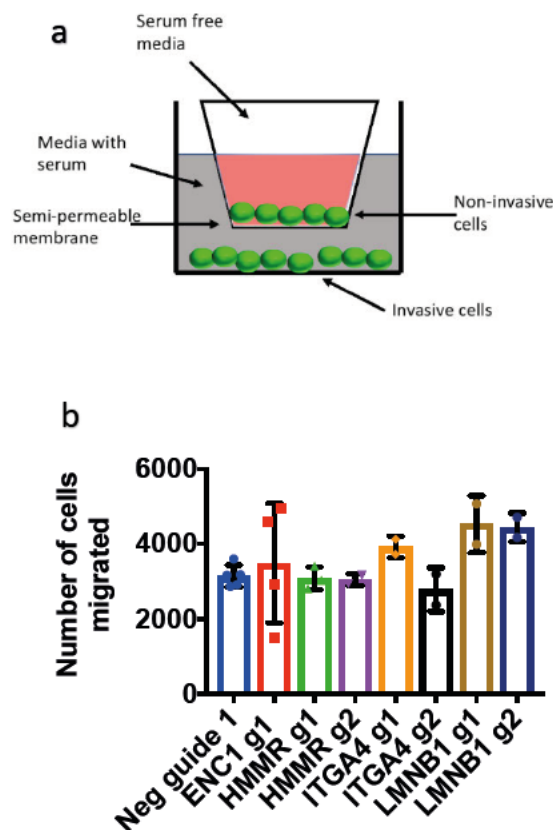 a
Serum free
media
Media with
serum
Semi-permeable
membrane
Non-invasive
cells
Invasive cells
b
Number of cells
migrated
6000
4000
2000
0
Neg guide 1
ENC1 g1
HMMR g1
HMMR g2
ITGA4 g1
ITGA4 g2
LMNB1 g1
LMNB1 g2